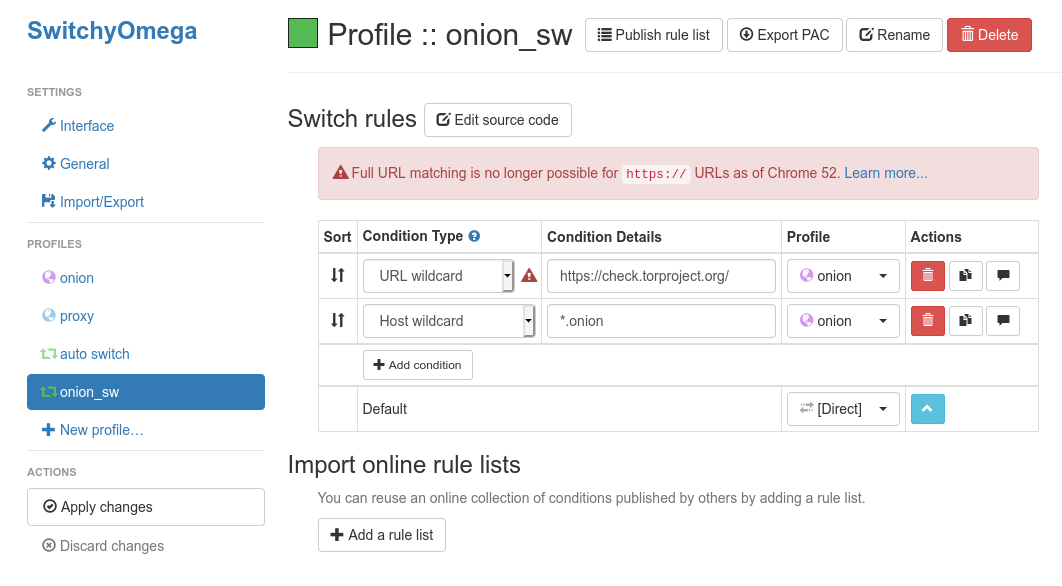 SwitchyOmega
SETTINGS
Interface
General
Import/Export
PROFILES
onion
proxy
auto switch
onion_sw
New profile…
ACTIONS
Apply changes
Discard changes
Profile :: onion_sw
Publish rule list
Export PAC
Rename
Delete
Switch rules
Edit source code
Full URL matching is no longer possible for https:// URLs as of Chrome 52. Learn more...
Sort Condition Type Condition Details Profile Actions
URL wildcard https://check.torproject.org/ onion
Host wildcard *.onion onion
Add condition
Default [Direct]
Import online rule lists
You can reuse an online collection of conditions published by others by adding a rule list.
Add a rule list